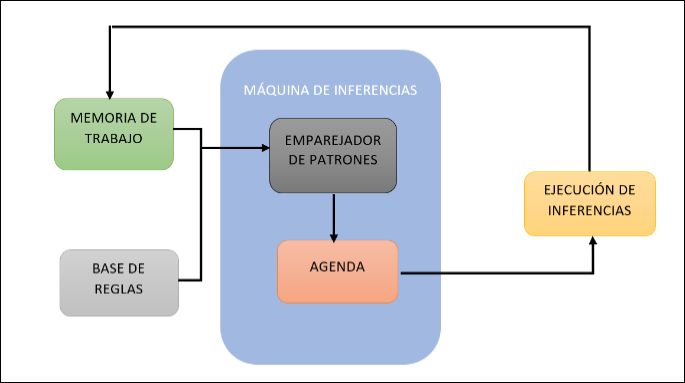 MÁQUINA DE INFERENCIAS
MEMORIA DE
TRABAJO
EMPAREJADOR
DE PATRONES
EJECUCIÓN DE
INFERENCIAS
BASE DE
REGLAS
AGENDA